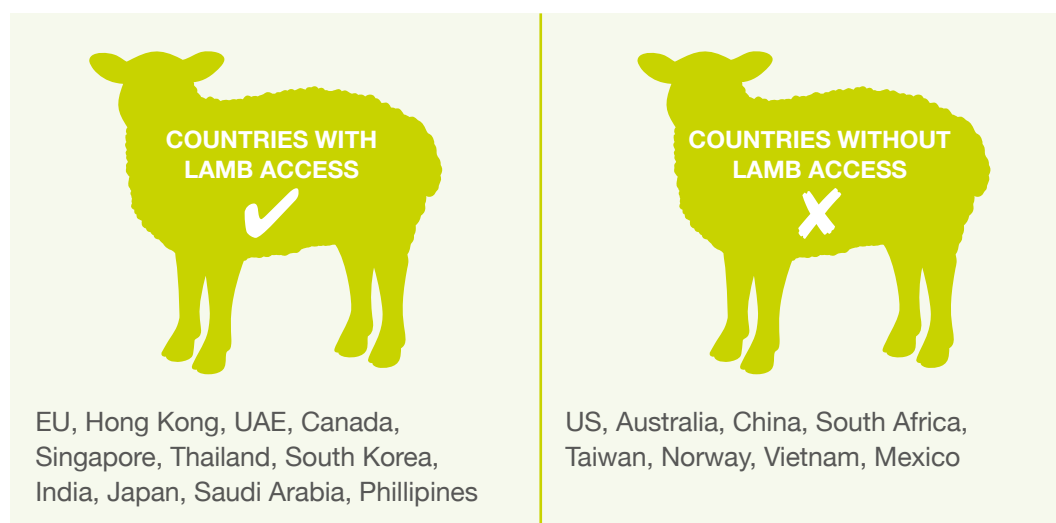 COUNTRIES WITH
LAMB ACCESS
EU, Hong Kong, UAE, Canada,
Singapore, Thailand, South Korea,
India, Japan, Saudi Arabia, Phillipines
COUNTRIES WITHOUT
LAMB ACCESS
US, Australia, China, South Africa,
Taiwan, Norway, Vietnam, Mexico